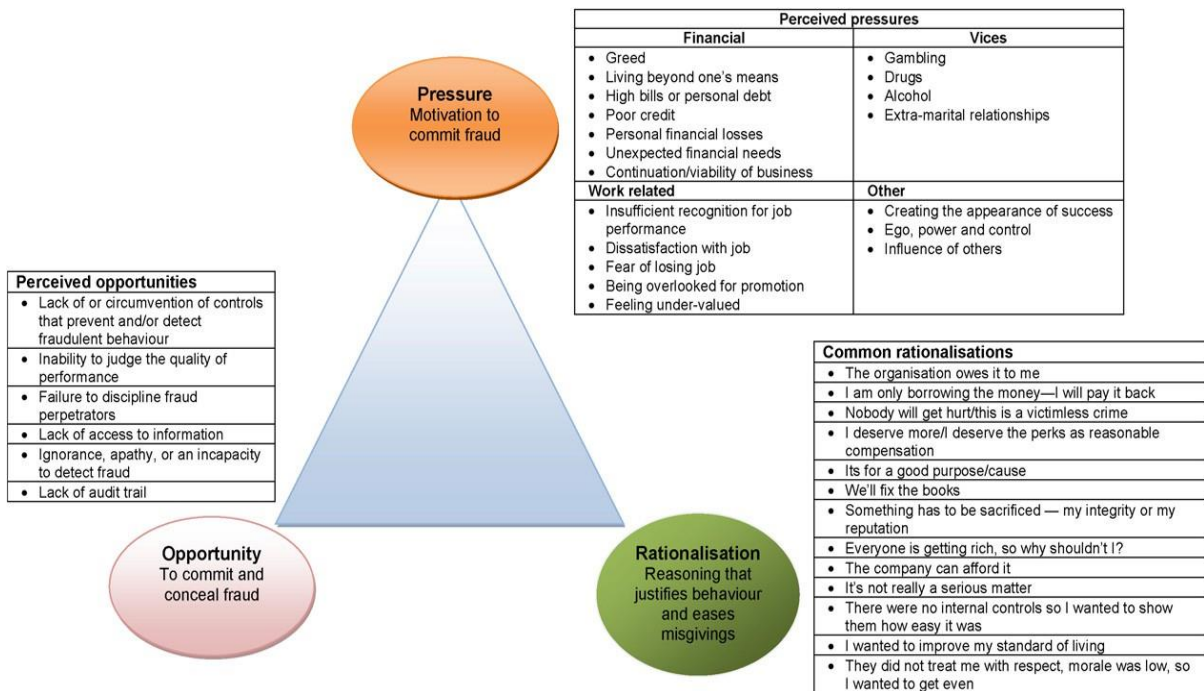 Perceived pressures
Financial
Vices
• Greed
• Living beyond one's means
• High bills or personal debt
• Poor credit
• Personal financial losses
• Unexpected financial needs
• Continuation/viability of business
• Gambling
• Drugs
• Alcohol
• Extra-marital relationships
Work related
Other
• Insufficient recognition for job
performance
• Dissatisfaction with job
• Fear of losing job
• Being overlooked for promotion
• Feeling under-valued
• Creating the appearance of success
• Ego, power and control
• Influence of others
Pressure
Motivation to
commit fraud
Perceived opportunities
• Lack of or circumvention of controls
that prevent and/or detect
fraudulent behaviour
• Inability to judge the quality of
performance
• Failure to discipline fraud
perpetrators
• Lack of access to information
• Ignorance, apathy, or an incapacity
to detect fraud
• Lack of audit trail
Opportunity
To commit and
conceal fraud
Rationalisation
Reasoning that
justifies behaviour
and eases
misgivings
Common rationalisations
• The organisation owes it to me
• I am only borrowing the money—I will pay it back
• Nobody will get hurt/this is a victimless crime
• I deserve more/I deserve the perks as reasonable
compensation
• Its for a good purpose/cause
• We'll fix the books
• Something has to be sacrificed — my integrity or my
reputation
• Everyone is getting rich, so why shouldn't I?
• The company can afford it
• It's not really a serious matter
• There were no internal controls so I wanted to show
them how easy it was
• I wanted to improve my standard of living
• They did not treat me with respect, morale was low, so
I wanted to get even